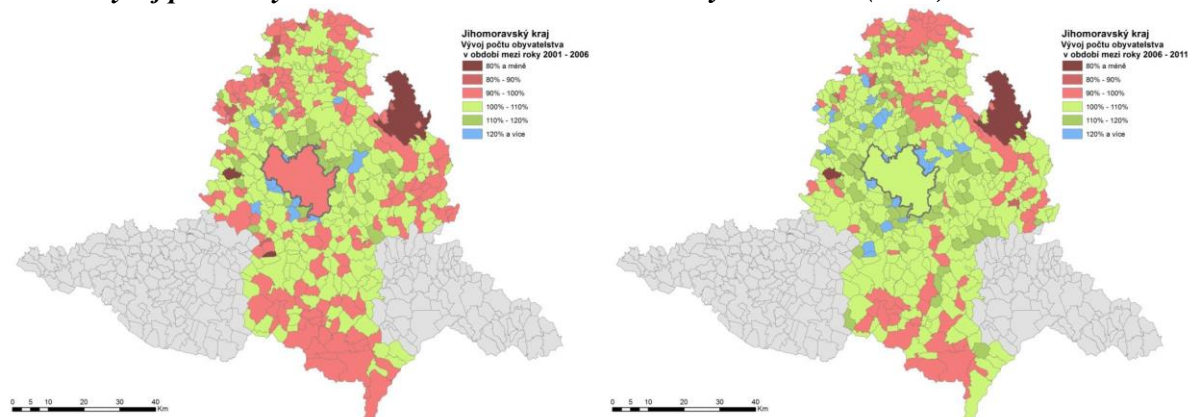 Jihomoravský kraj
Vývoj počtu obyvatelstva
v období mezi roky 2001 - 2006
80% a méně
80% - 90%
90% - 100%
100% - 110%
110% - 120%
120% a více
0 5 10 20 30 40
Km
Jihomoravský kraj
Vývoj počtu obyvatelstva
v období mezi roky 2006 - 2011
80% a méně
80% - 90%
90% - 100%
100% - 110%
110% - 120%
120% a více
0 5 10 20 30 40
Km